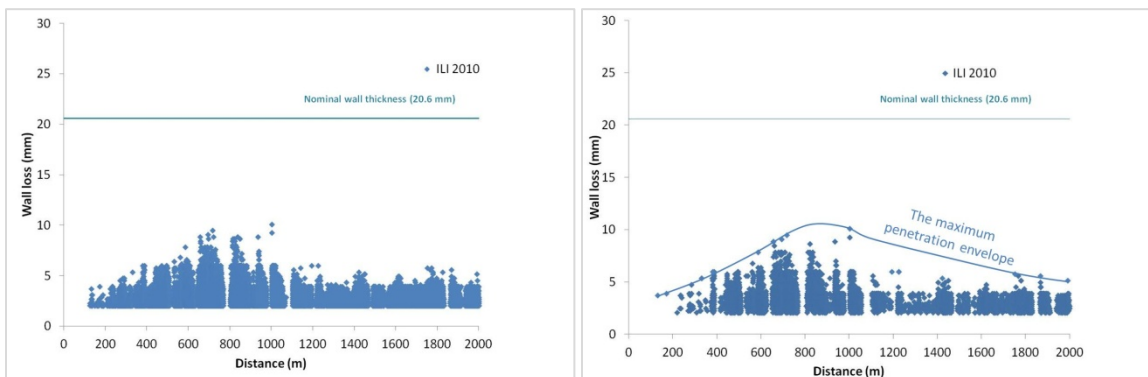 30
25
20
15
10
5
0
Wall loss (mm)
ILI 2010
Nominal wall thickness (20.6 mm)
0 200 400 600 800 1000 1200 1400 1600 1800 2000
Distance (m)
30
25
20
15
10
5
0
Wall loss (mm)
ILI 2010
Nominal wall thickness (20.6 mm)
The maximum
penetration envelope
0 200 400 600 800 1000 1200 1400 1600 1800 2000
Distance (m)